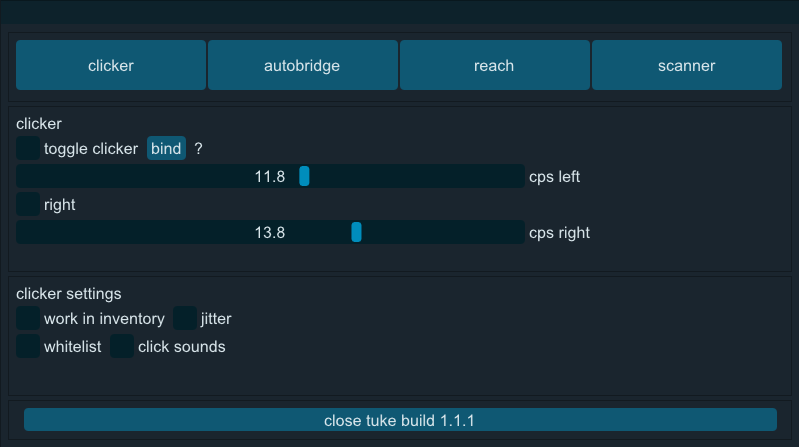 clicker autobridge reach scanner
clicker
toggle clicker bind ?
11.8 cps left
right
13.8 cps right
clicker settings
work in inventory jitter
whitelist click sounds
close tuke build 1.1.1